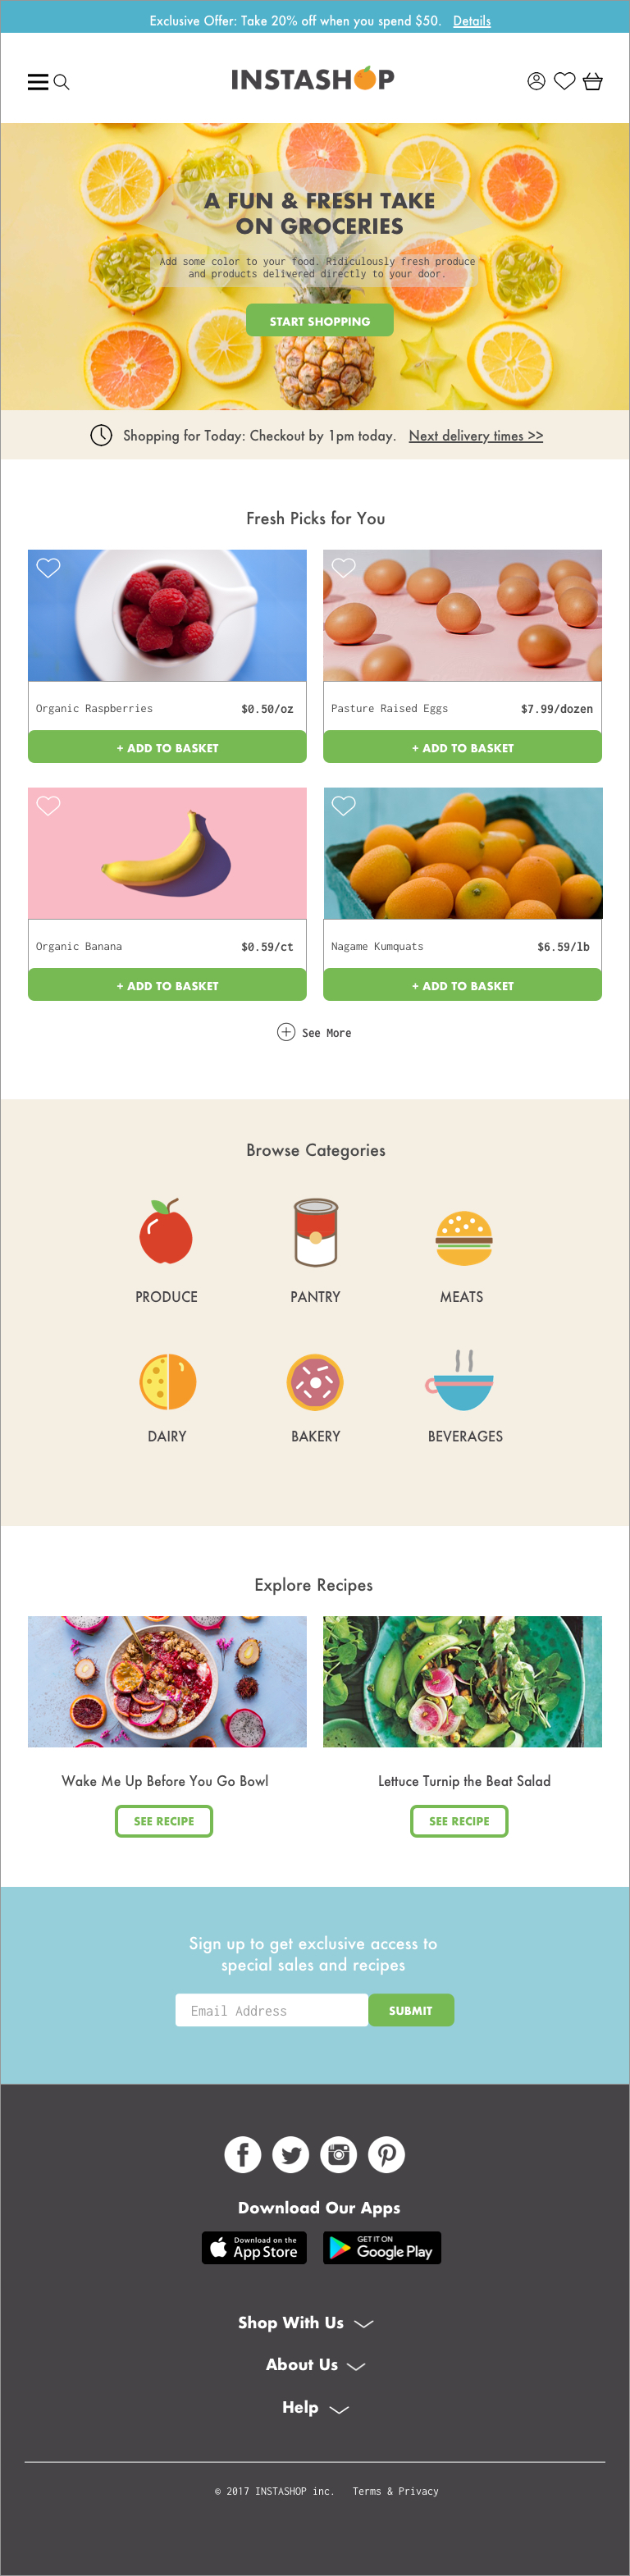 Exclusive Offer: Take 20% off when you spend $50. Details
INSTASHOP
A FUN & FRESH TAKE
ON GROCERIES
Add some color to your food. Ridiculously fresh produce
and products delivered directly to your door.
START SHOPPING
Shopping for Today: Checkout by 1pm today. Next delivery times >>
Fresh Picks for You
Organic Raspberries $0.50/oz
+ ADD TO BASKET
Pasture Raised Eggs $7.99/dozen
+ ADD TO BASKET
Organic Banana $0.59/ct
+ ADD TO BASKET
Nagame Kumquats $6.59/lb
+ ADD TO BASKET
See More
Browse Categories
PRODUCE
PANTRY
MEATS
DAIRY
BAKERY
BEVERAGES
Explore Recipes
Wake Me Up Before You Go Bowl
SEE RECIPE
Lettuce Turnip the Beat Salad
SEE RECIPE
Sign up to get exclusive access to
special sales and recipes
Email Address
SUBMIT
Download Our Apps
Download on the
App Store
GET IT ON
Google Play
Shop With Us
About Us
Help
© 2017 INSTASHOP inc. Terms & Privacy